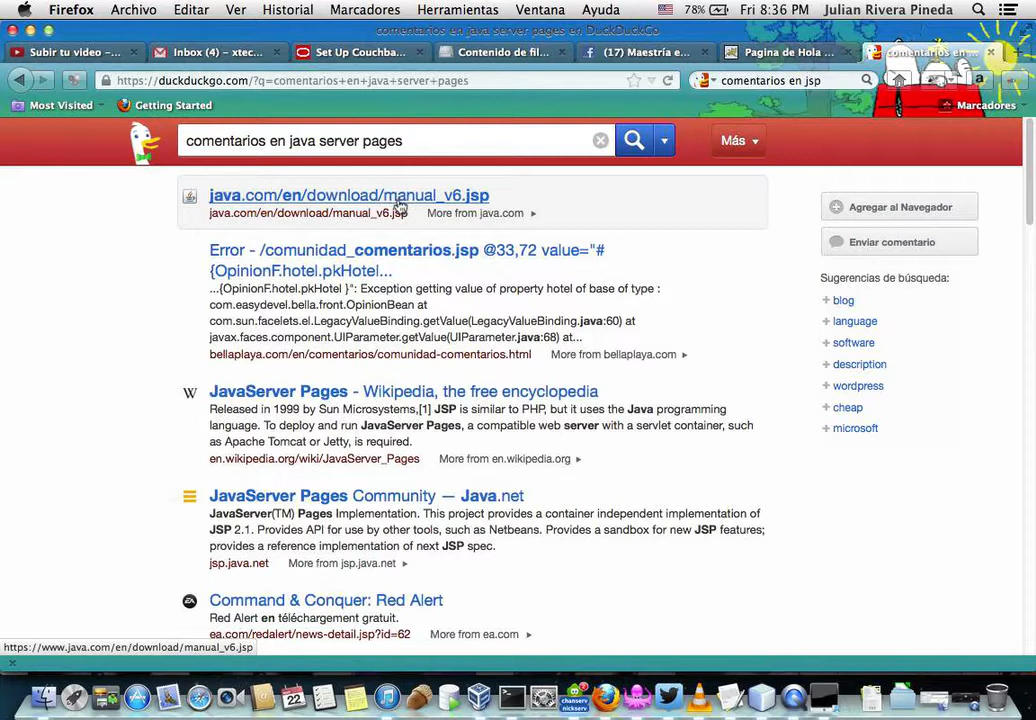 Firefox Archivo Editar Ver Historial Marcadores Herramientas Ventana Ayuda 78% Fri 8:36 PM Julian Rivera Pineda
comentarios en java server pages en DuckDuckGo
Subir tu video – ... Inbox (4) – xtec... Set Up Couchba... Contenido de fil... (17) Maestría e... Pagina de Hola ... comentarios en...
https://duckduckgo.com/?q=comentarios+en+java+server+pages comentarios en jsp
Most Visited Getting Started Marcadores
comentarios en java server pages Más
java.com/en/download/manual_v6.jsp
java.com/en/download/manual_v6.jsp More from java.com
Error - /comunidad_comentarios.jsp @33,72 value="#
{OpinionF.hotel.pkHotel...
...{OpinionF.hotel.pkHotel }": Exception getting value of property hotel of base of type :
com.easydevel.bella.front.OpinionBean at
com.sun.facelets.el.LegacyValueBinding.getValue(LegacyValueBinding.java:60) at
javax.faces.component.UIParameter.getValue(UIParameter.java:68) at...
bellaplaya.com/en/comentarios/comunidad-comentarios.html More from bellaplaya.com
W JavaServer Pages - Wikipedia, the free encyclopedia
Released in 1999 by Sun Microsystems,[1] JSP is similar to PHP, but it uses the Java programming
language. To deploy and run JavaServer Pages, a compatible web server with a servlet container, such
as Apache Tomcat or Jetty, is required.
en.wikipedia.org/wiki/JavaServer_Pages More from en.wikipedia.org
JavaServer Pages Community — Java.net
JavaServer(TM) Pages Implementation. This project provides a container independent implementation of
JSP 2.1. Provides API for use by other tools, such as Netbeans. Provides a sandbox for new JSP features;
provides a reference implementation of next JSP spec.
jsp.java.net More from jsp.java.net
Command & Conquer: Red Alert
Red Alert en téléchargement gratuit.
ea.com/redalert/news-detail.jsp?id=62 More from ea.com
Agregar al Navegador
Enviar comentario
Sugerencias de búsqueda:
blog
language
software
description
wordpress
cheap
microsoft
https://www.java.com/en/download/manual_v6.jsp
22
chanserv
nickserv